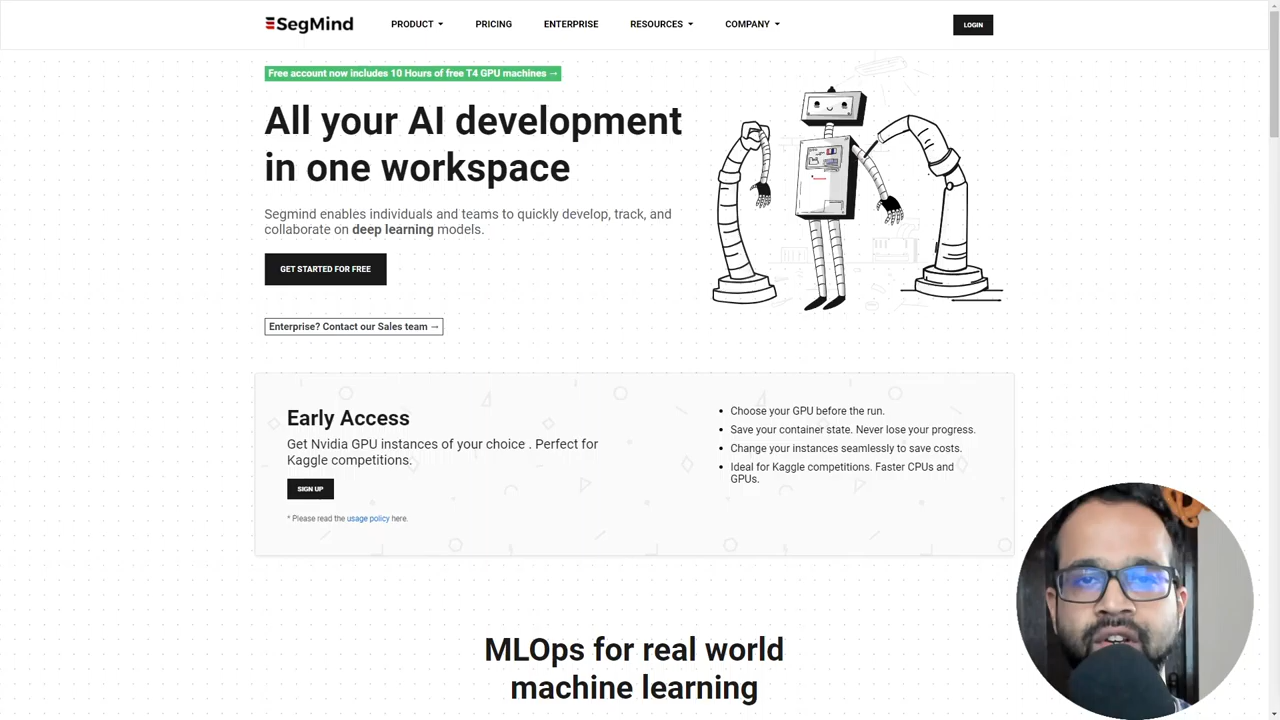 SegMind
PRODUCT
PRICING
ENTERPRISE
RESOURCES
COMPANY
LOGIN
Free account now includes 10 Hours of free T4 GPU machines →
All your AI development
in one workspace
Segmind enables individuals and teams to quickly develop, track, and
collaborate on deep learning models.
GET STARTED FOR FREE
Enterprise? Contact our Sales team →
Early Access
Get Nvidia GPU instances of your choice . Perfect for
Kaggle competitions.
SIGN UP
* Please read the usage policy here.
• Choose your GPU before the run.
• Save your container state. Never lose your progress.
• Change your instances seamlessly to save costs.
• Ideal for Kaggle competitions. Faster CPUs and
GPUs.
MLOps for real world
machine learning